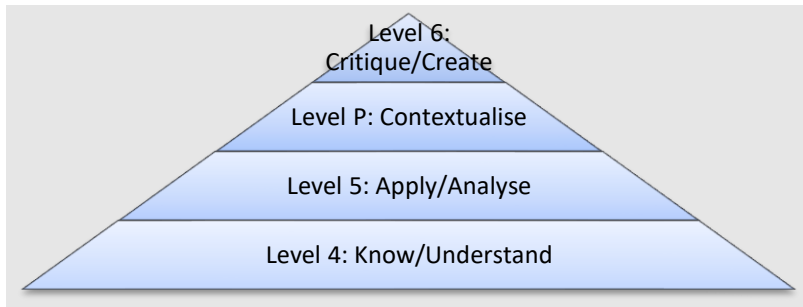 Level 6:
Critique/Create
Level P: Contextualise
Level 5: Apply/Analyse
Level 4: Know/Understand